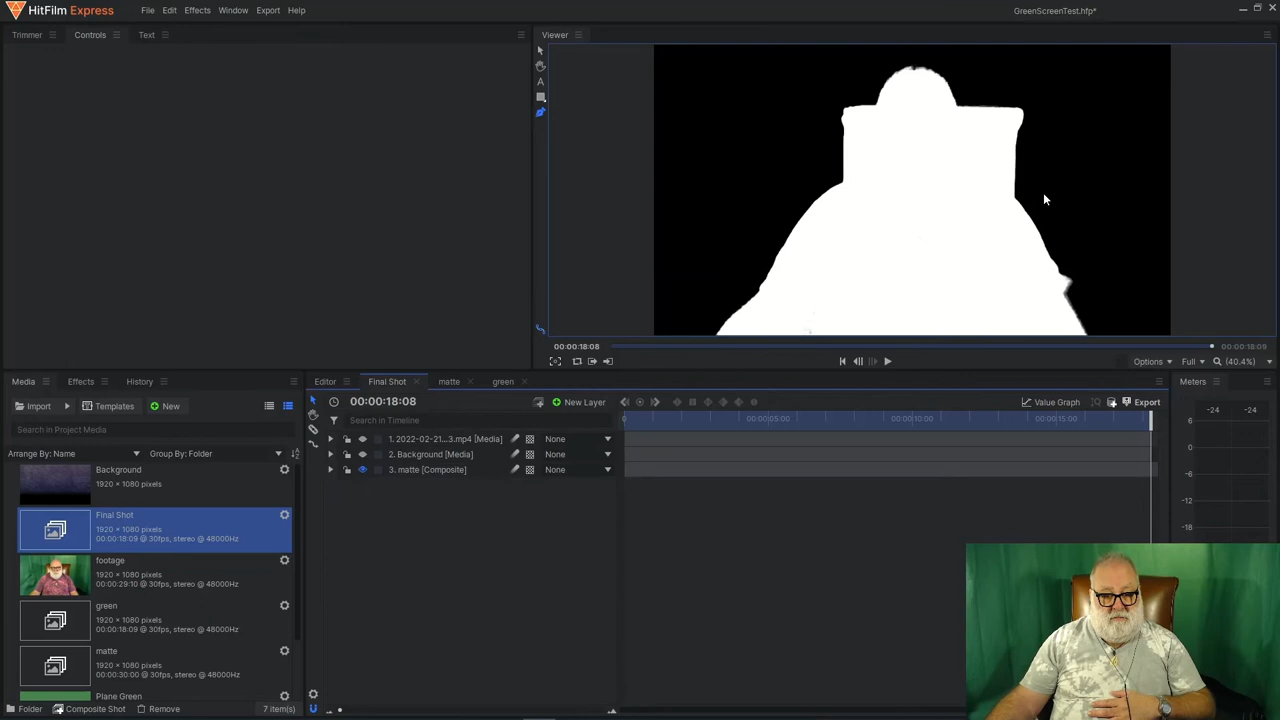 HitFilm Express
File Edit Effects Window Export Help
GreenScreenTest.hfp*
Trimmer Controls Text
Viewer
A
00:00:18:08
00:00:18:09
Options Full (40.4%)
Media Effects History
Import Templates New
Search in Project Media
Arrange By: Name Group By: Folder
Background
1920 × 1080 pixels
Final Shot
1920 × 1080 pixels
00:00:18:09 @ 30fps, stereo @ 48000Hz
footage
1920 × 1080 pixels
00:00:29:10 @ 30fps, stereo @ 48000Hz
green
1920 × 1080 pixels
00:00:18:09 @ 30fps, stereo @ 48000Hz
matte
1920 × 1080 pixels
00:00:30:00 @ 30fps, stereo @ 48000Hz
Plane Green
Folder Composite Shot Remove 7 item(s)
Editor Final Shot matte green
00:00:18:08
New Layer
Value Graph
Export
Search in Timeline
0 00:00:05:00 00:00:10:00 00:00:15:00
1. 2022-02-21...3.mp4 [Media] None
2. Background [Media] None
3. matte [Composite] None
Meters
-24 -24
6
0
-6
-12
-18